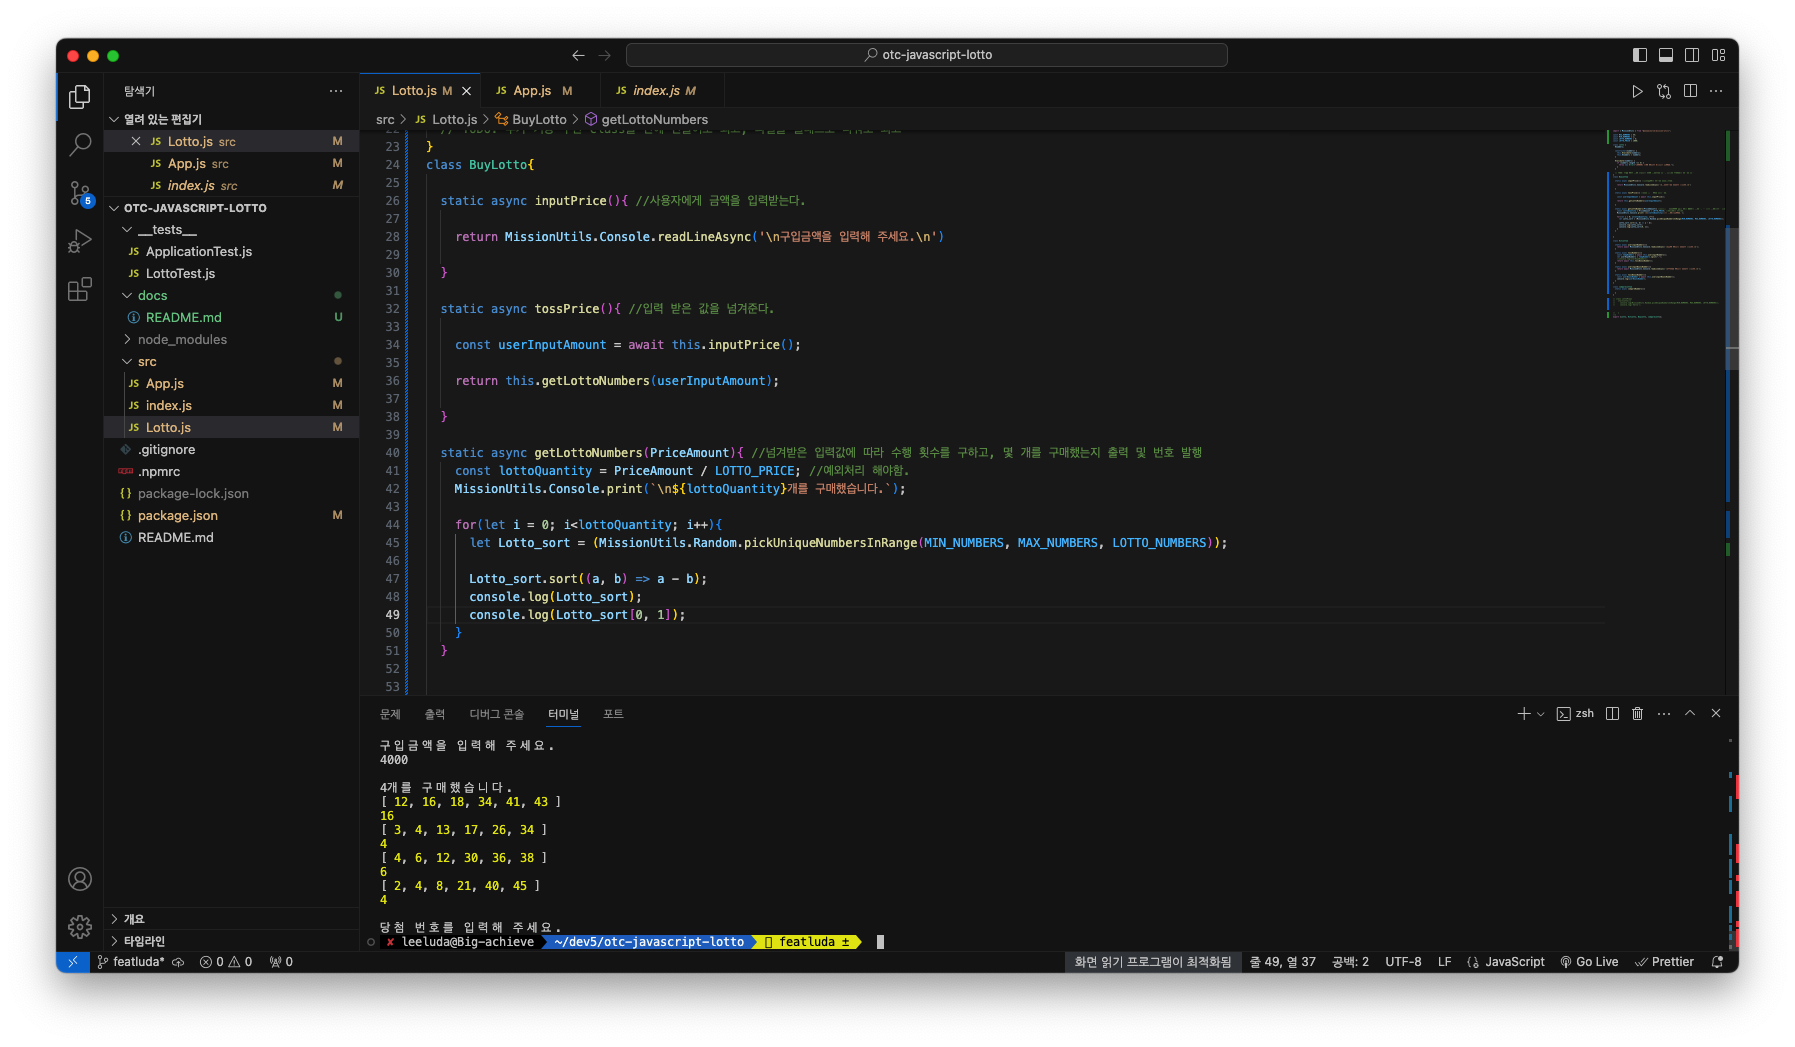 otc-javascript-lotto
탐색기
열려 있는 편집기
Lotto.js src M
App.js src M
index.js src M
OTC-JAVASCRIPT-LOTTO
__tests__
JS ApplicationTest.js
JS LottoTest.js
docs
README.md U
node_modules
src
JS App.js M
JS index.js M
JS Lotto.js M
.gitignore
.npmrc
{} package-lock.json
{} package.json M
README.md
개요
타임라인
5
JS Lotto.js M
JS App.js M
JS index.js M
src > JS Lotto.js > BuyLotto > getLottoNumbers
23 }
24 class BuyLotto{
25
26 static async inputPrice(){ //사용자에게 금액을 입력받는다.
27
28 return MissionUtils.Console.readLineAsync('\n구입금액을 입력해 주세요.\n')
29
30 }
31
32 static async tossPrice(){ //입력 받은 값을 넘겨준다.
33
34 const userInputAmount = await this.inputPrice();
35
36 return this.getLottoNumbers(userInputAmount);
37
38 }
39
40 static async getLottoNumbers(PriceAmount){ //넘겨받은 입력값에 따라 수행 횟수를 구하고, 몇 개를 구매했는지 출력 및 번호 발행
41 const lottoQuantity = PriceAmount / LOTTO_PRICE; //예외처리 해야함.
42 MissionUtils.Console.print(`\n${lottoQuantity}개를 구매했습니다.`);
43
44 for(let i = 0; i<lottoQuantity; i++){
45 let Lotto_sort = (MissionUtils.Random.pickUniqueNumbersInRange(MIN_NUMBERS, MAX_NUMBERS, LOTTO_NUMBERS));
46
47 Lotto_sort.sort((a, b) => a - b);
48 console.log(Lotto_sort);
49 console.log(Lotto_sort[0, 1]);
50 }
51 }
52
53
문제 출력 디버그 콘솔 터미널 포트
zsh
구입금액을 입력해 주세요.
4000
4개를 구매했습니다.
[ 12, 16, 18, 34, 41, 43 ]
16
[ 3, 4, 13, 17, 26, 34 ]
4
[ 4, 6, 12, 30, 36, 38 ]
6
[ 2, 4, 8, 21, 40, 45 ]
4
당첨 번호를 입력해 주세요.
✘ leeluda@Big-achieve ~/dev5/otc-javascript-lotto featluda ±
featluda* 0 0 0 화면 읽기 프로그램이 최적화됨 줄 49, 열 37 공백: 2 UTF-8 LF {} JavaScript Go Live Prettier